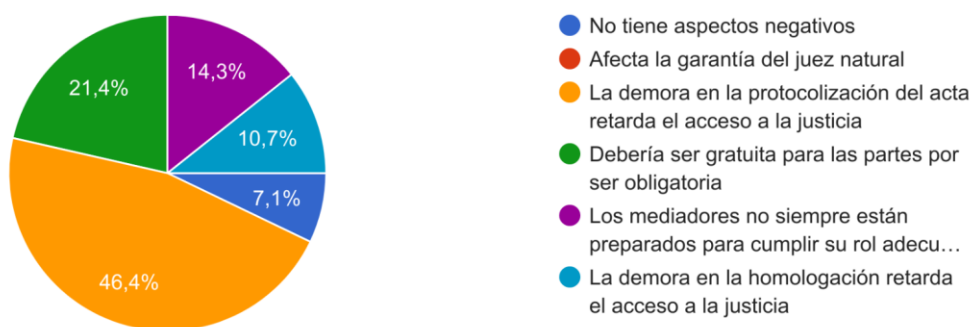 No tiene aspectos negativos
Afecta la garantía del juez natural
La demora en la protocolización del acta
retarda el acceso a la justicia
Debería ser gratuita para las partes por
ser obligatoria
Los mediadores no siempre están
preparados para cumplir su rol adecu…
La demora en la homologación retarda
el acceso a la justicia
14,3%
21,4%
10,7%
7,1%
46,4%